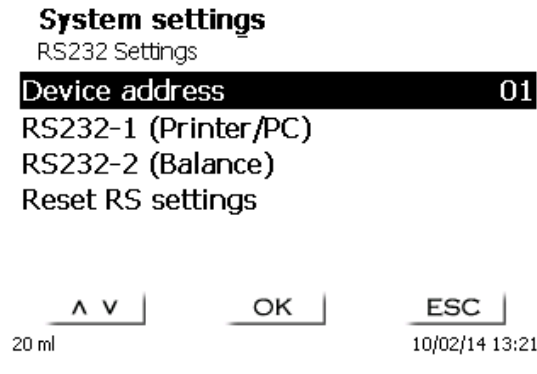 System settings
RS232 Settings
Device address 01
RS232-1 (Printer/PC)
RS232-2 (Balance)
Reset RS settings
∧ ∨ OK ESC
20 ml 10/02/14 13:21